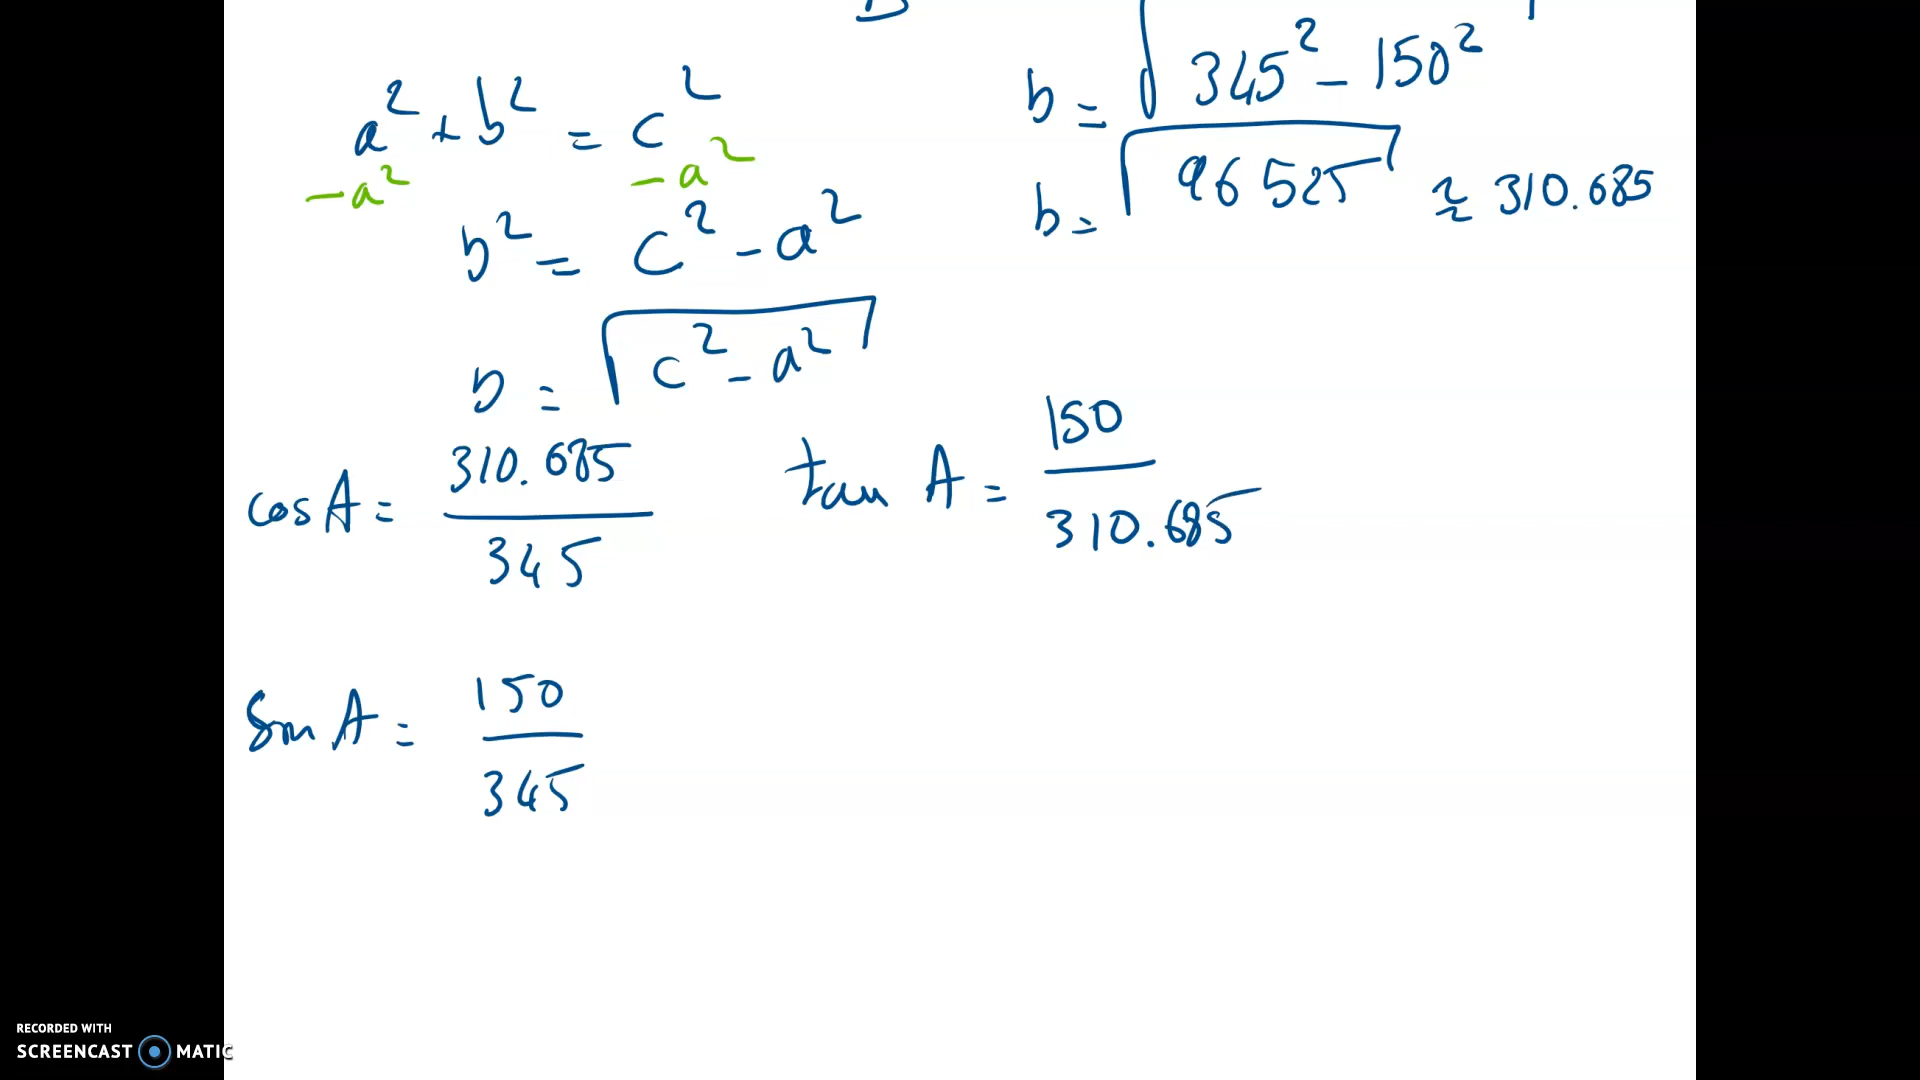 a² + b² = c²
-a² -a²
b² = c² - a²
b = √c² - a²
b = √345² - 150²
b = √96525 ≈ 310.685
cos A = 310.685 / 345
tan A = 150 / 310.685
Sin A = 150 / 345
RECORDED WITH
SCREENCAST MATIC